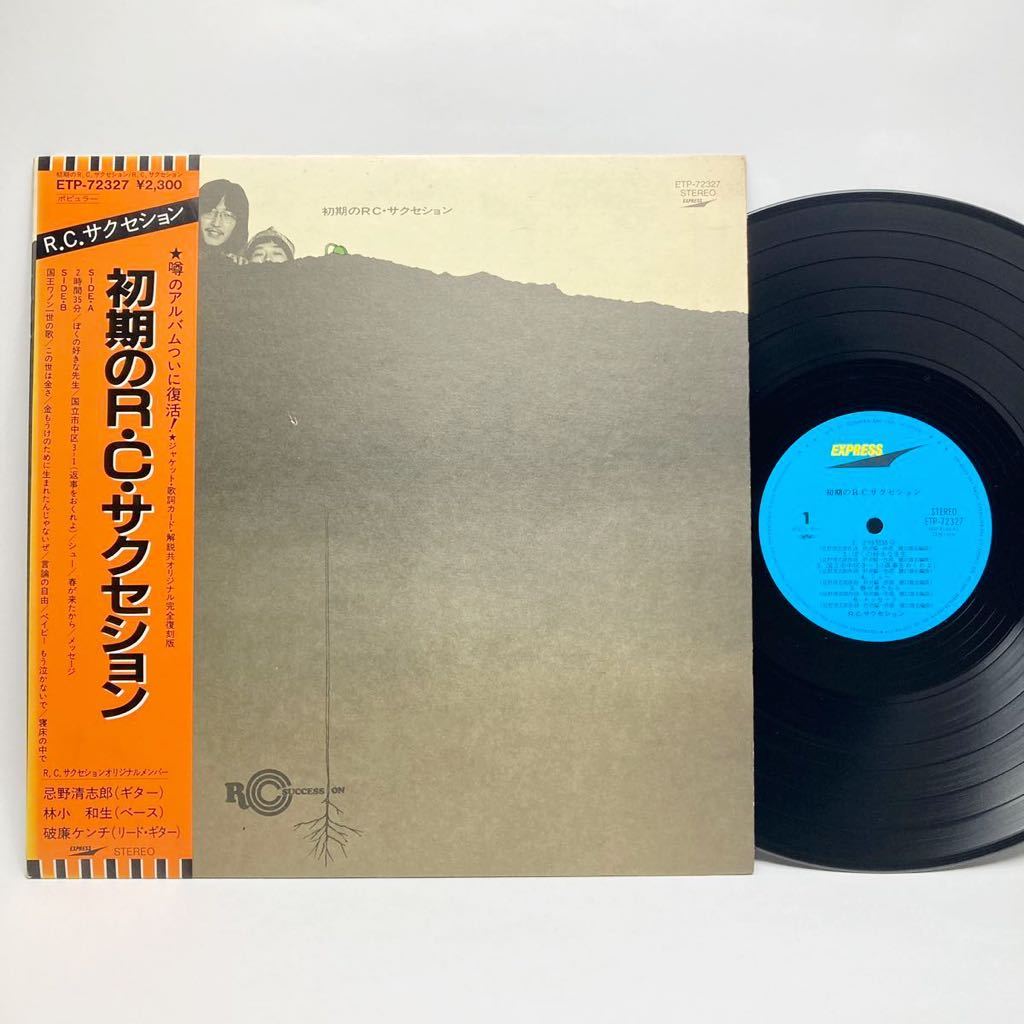 初期のR.C.サクセション/R.C.サクセション
ETP-72327 ¥2,300
ポピュラー
R.C.サクセション
初期のR・C・サクセション
★噂のアルバムついに復活!
★ジャケット・歌詞カード・解説共オリジナル完全復刻版
SIDE・A
2時間35分/ぼくの好きな先生/国立市中区3-1(返事をおくれよ)/シュー/春が来たから/メッセージ
SIDE・B
国王ワノン一世の歌/この世は金さ/金もうけのために生まれたんじゃないぜ/言論の自由/ベイビーもう泣かないで/寝床の中で
R.C.サクセションオリジナルメンバー
忌野清志郎(ギター)
林小 和生(ベース)
破廉ケンチ(リード・ギター)
EXPRESS STEREO
初期のRC・サクセション
ETP-72327
STEREO
EXPRESS
RC SUCCESSION
EXPRESS
初期のR.C.サクセション
1
STEREO
ETP-72327
R.C.サクセション